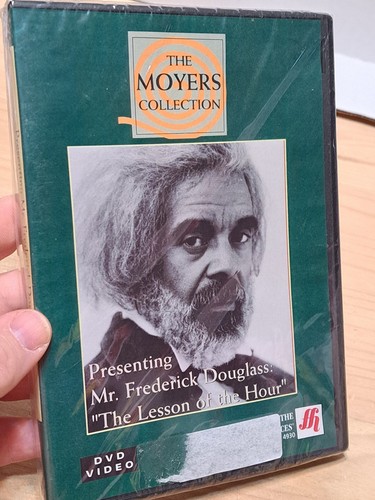 THE
MOYERS
COLLECTION
Presenting
Mr. Frederick Douglass:
"The Lesson of the Hour"
DVD
VIDEO
THE
4930